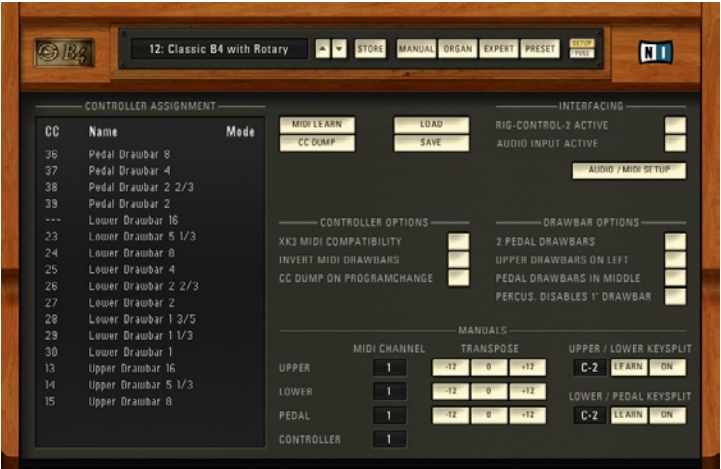 B4
12: Classic B4 with Rotary
STORE MANUAL ORGAN EXPERT PRESET
SETUP
FULL
N I
CONTROLLER ASSIGNMENT
CC Name Mode
36 Pedal Drawbar 8
37 Pedal Drawbar 4
38 Pedal Drawbar 2 2/3
39 Pedal Drawbar 2
--- Lower Drawbar 16
23 Lower Drawbar 5 1/3
24 Lower Drawbar 8
25 Lower Drawbar 4
26 Lower Drawbar 2 2/3
27 Lower Drawbar 2
28 Lower Drawbar 1 3/5
29 Lower Drawbar 1 1/3
30 Lower Drawbar 1
13 Upper Drawbar 16
14 Upper Drawbar 5 1/3
15 Upper Drawbar 8
MIDI LEARN LOAD
CC DUMP SAVE
INTERFACING
RIG-CONTROL-2 ACTIVE
AUDIO INPUT ACTIVE
AUDIO / MIDI SETUP
CONTROLLER OPTIONS
XK3 MIDI COMPATIBILITY
INVERT MIDI DRAWBARS
CC DUMP ON PROGRAMCHANGE
DRAWBAR OPTIONS
2 PEDAL DRAWBARS
UPPER DRAWBARS ON LEFT
PEDAL DRAWBARS IN MIDDLE
PERCUS. DISABLES 1' DRAWBAR
MANUALS
MIDI CHANNEL TRANSPOSE UPPER / LOWER KEYSPLIT
UPPER 1 -12 0 +12 C-2 LEARN ON
LOWER 1 -12 0 +12 LOWER / PEDAL KEYSPLIT
PEDAL 1 -12 0 +12 C-2 LEARN ON
CONTROLLER 1